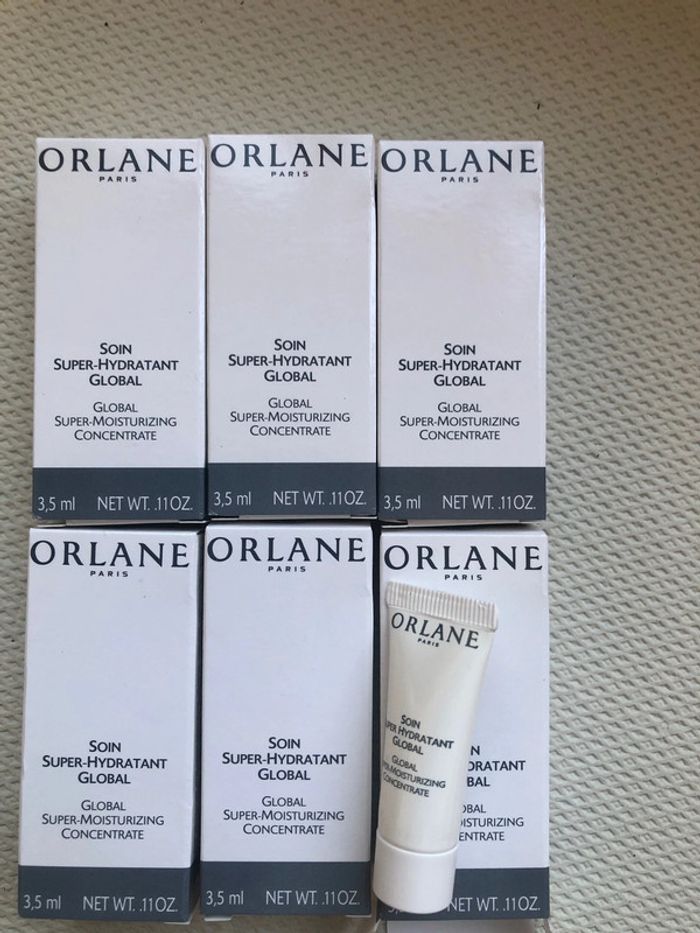 ORLANE
PARIS
SOIN
SUPER-HYDRATANT
GLOBAL
GLOBAL
SUPER-MOISTURIZING
CONCENTRATE
3,5 ml NET WT. .11OZ.
ORLANE
PARIS
SOIN
SUPER-HYDRATANT
GLOBAL
GLOBAL
SUPER-MOISTURIZING
CONCENTRATE
3,5 ml NET WT. .11OZ.
ORLANE
PARIS
SOIN
SUPER-HYDRATANT
GLOBAL
GLOBAL
SUPER-MOISTURIZING
CONCENTRATE
3,5 ml NET WT. .11OZ.
ORLANE
PARIS
SOIN
SUPER-HYDRATANT
GLOBAL
GLOBAL
SUPER-MOISTURIZING
CONCENTRATE
3,5 ml NET WT. .11OZ.
ORLANE
PARIS
SOIN
SUPER-HYDRATANT
GLOBAL
GLOBAL
SUPER-MOISTURIZING
CONCENTRATE
3,5 ml NET WT. .11OZ.
ORLANE
PARIS
NET WT. .11OZ.
ORLANE
PARIS
SOIN
HYDRATANT
GLOBAL
GLOBAL
MOISTURIZING
CONCENTRATE